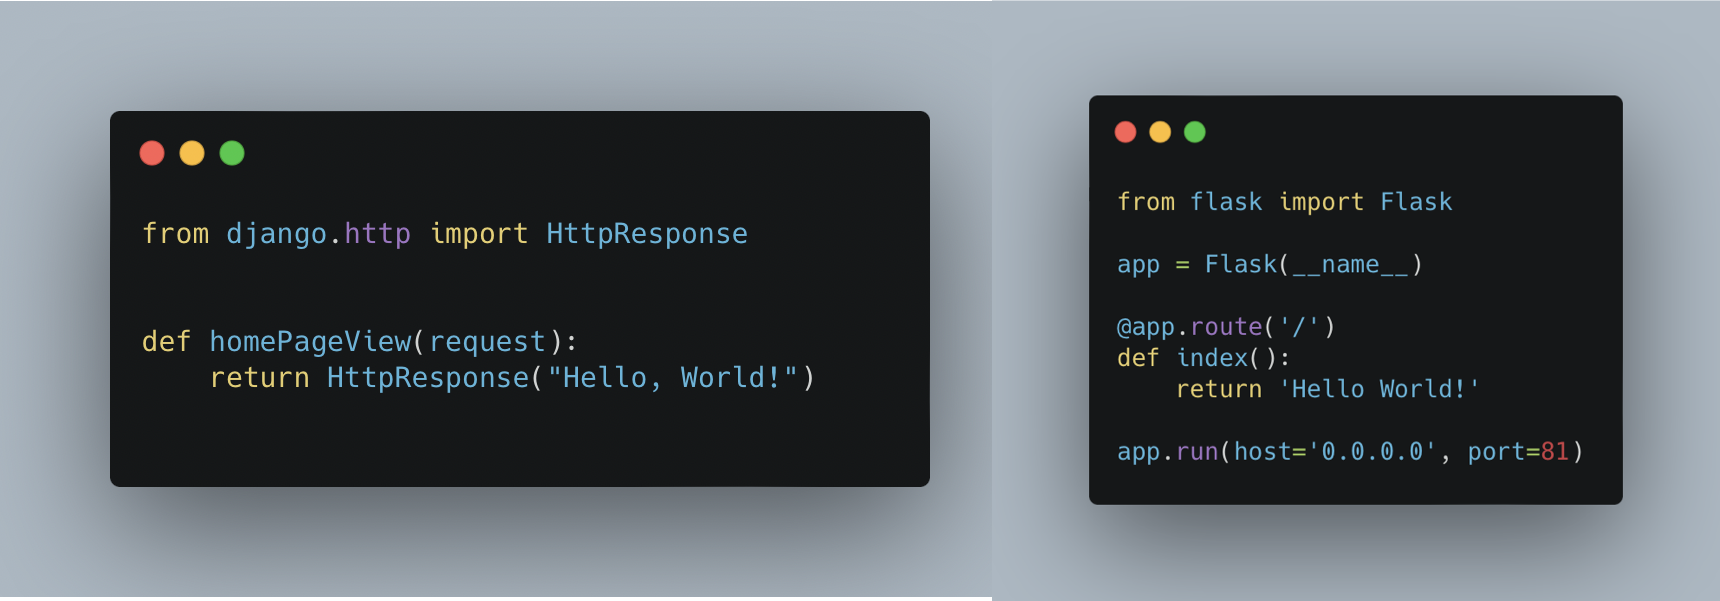 from django.http import HttpResponse
def homePageView(request):
    return HttpResponse("Hello, World!")
from flask import Flask
app = Flask(__name__)
@app.route('/')
def index():
    return 'Hello World!'
app.run(host='0.0.0.0', port=81)